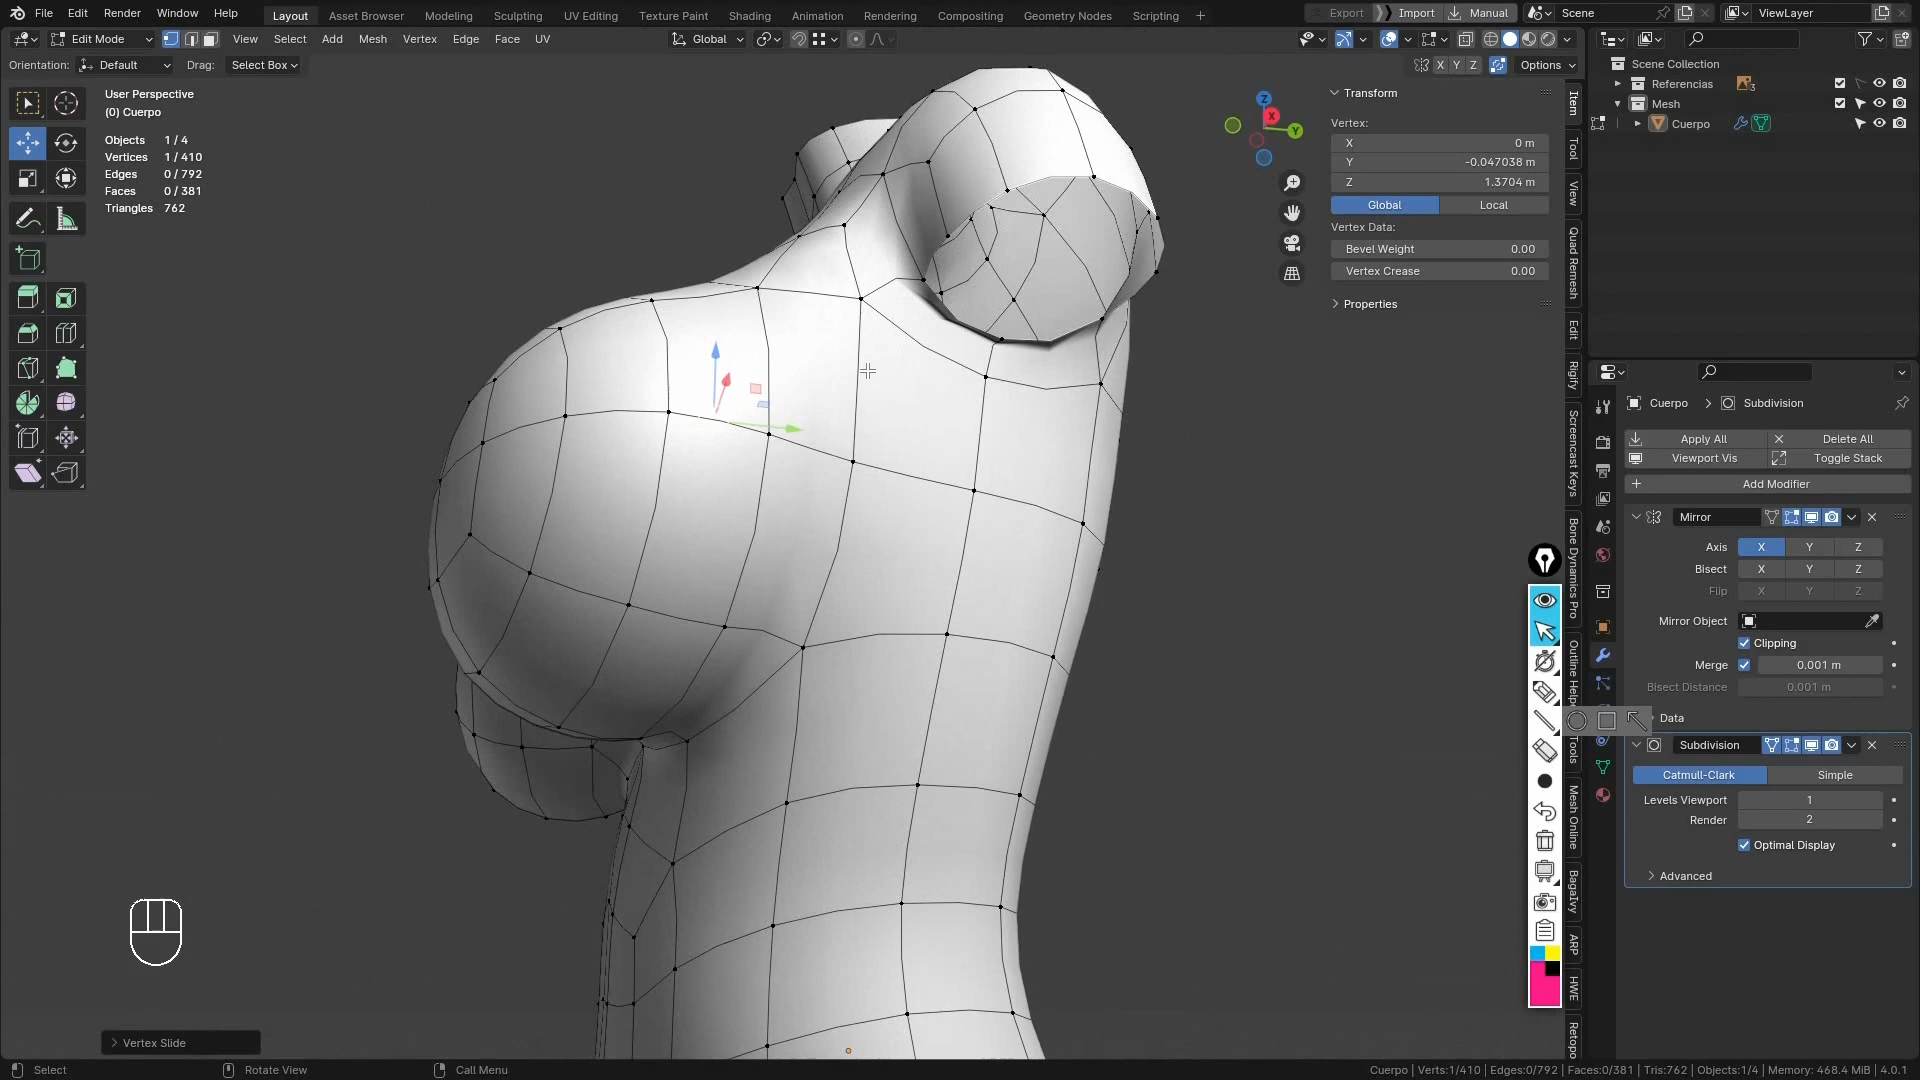 File Edit Render Window Help Layout Asset Browser Modeling Sculpting UV Editing Texture Paint Shading Animation Rendering Compositing Geometry Nodes Scripting + Export Import Manual Scene ViewLayer
Edit Mode View Select Add Mesh Vertex Edge Face UV Global
Orientation: Default Drag: Select Box X Y Z Options
User Perspective
(0) Cuerpo
Objects 1 / 4
Vertices 1 / 410
Edges 0 / 792
Faces 0 / 381
Triangles 762
Z
X
Y
Transform
Vertex:
X 0 m
Y -0.047038 m
Z 1.3704 m
Global Local
Vertex Data:
Bevel Weight 0.00
Vertex Crease 0.00
Properties
Item
Tool
View
Quad Remesh
Edit
Rigify
Screencast Keys
Bone Dynamics Pro
Outline Help
Tools
Mesh Online
BagaIvy
ARP
HWE
Retopo
Scene Collection
Referencias 3
Mesh
Cuerpo
Cuerpo > Subdivision
Apply All Delete All
Viewport Vis Toggle Stack
Add Modifier
Mirror
Axis X Y Z
Bisect X Y Z
Flip X Y Z
Mirror Object
Clipping
Merge 0.001 m
Bisect Distance 0.001 m
Data
Subdivision
Catmull-Clark Simple
Levels Viewport 1
Render 2
Optimal Display
Advanced
Vertex Slide
Select Rotate View Call Menu Cuerpo | Verts:1/410 | Edges:0/792 | Faces:0/381 | Tris:762 | Objects:1/4 | Memory: 468.4 MiB | 4.0.1